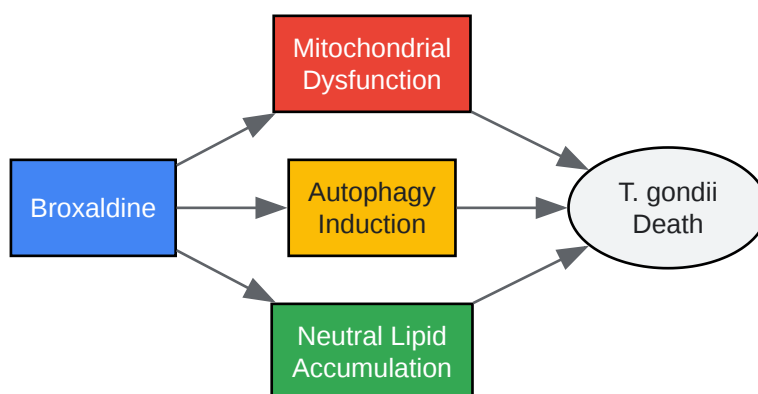 Mitochondrial
Dysfunction
Broxaldine
Autophagy
Induction
T. gondii
Death
Neutral Lipid
Accumulation